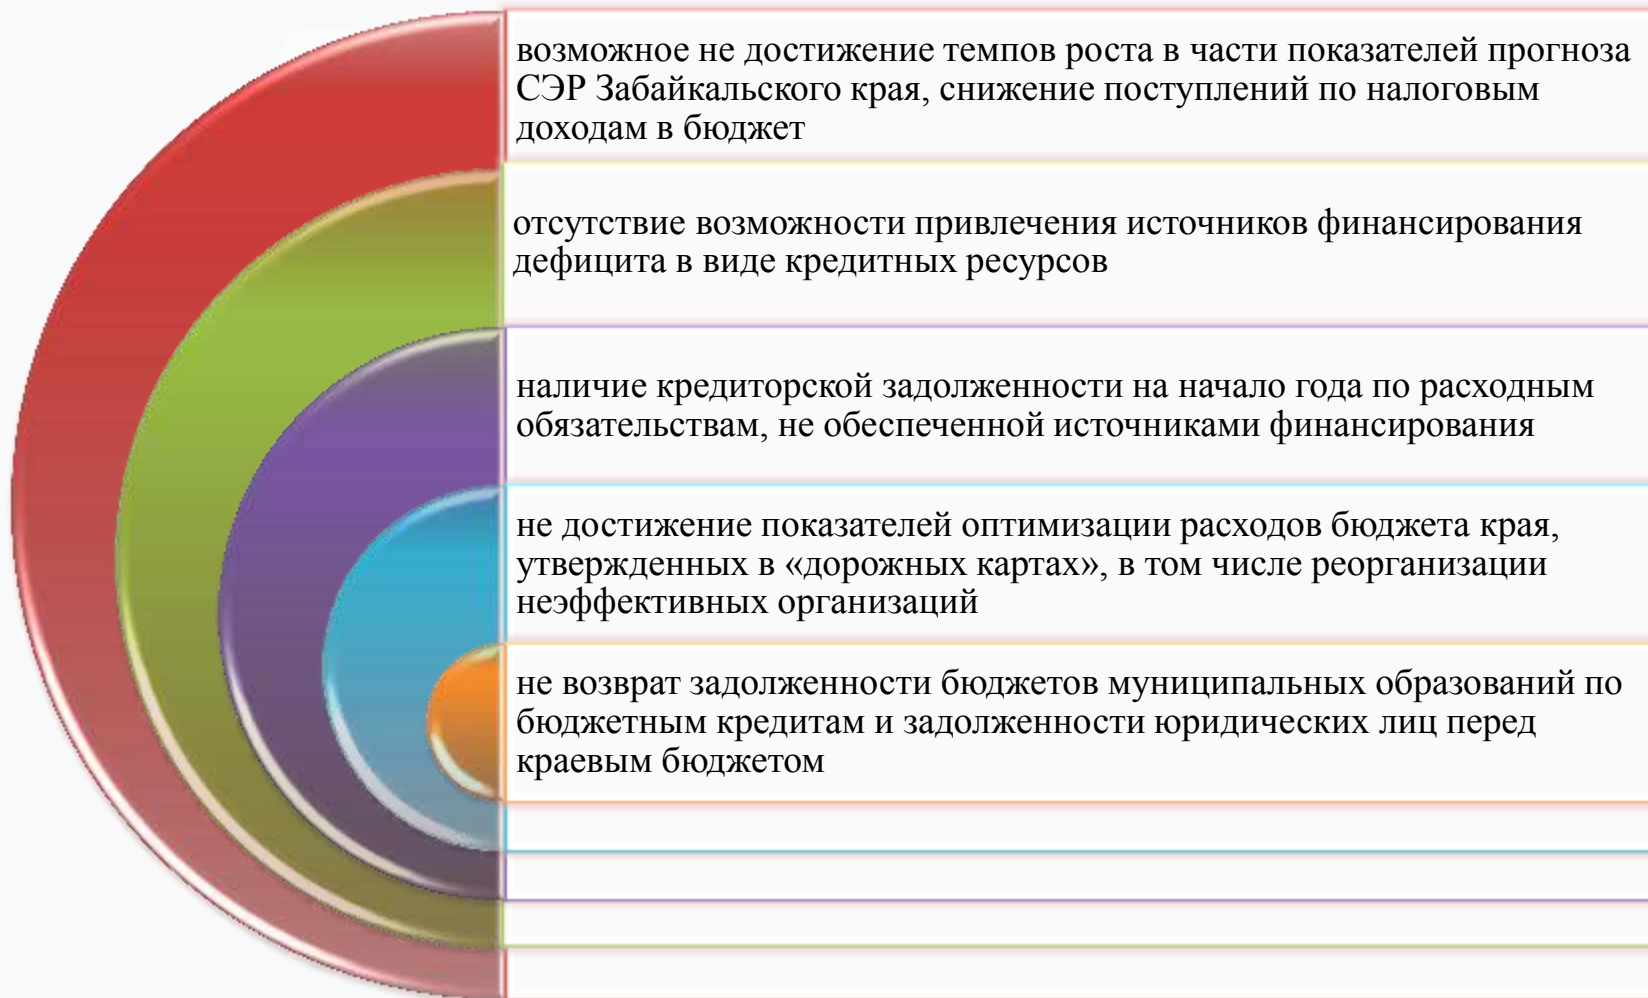 возможное не достижение темпов роста в части показателей прогноза
СЭР Забайкальского края, снижение поступлений по налоговым
доходам в бюджет
отсутствие возможности привлечения источников финансирования
дефицита в виде кредитных ресурсов
наличие кредиторской задолженности на начало года по расходным
обязательствам, не обеспеченной источниками финансирования
не достижение показателей оптимизации расходов бюджета края,
утвержденных в «дорожных картах», в том числе реорганизации
неэффективных организаций
не возврат задолженности бюджетов муниципальных образований по
бюджетным кредитам и задолженности юридических лиц перед
краевым бюджетом